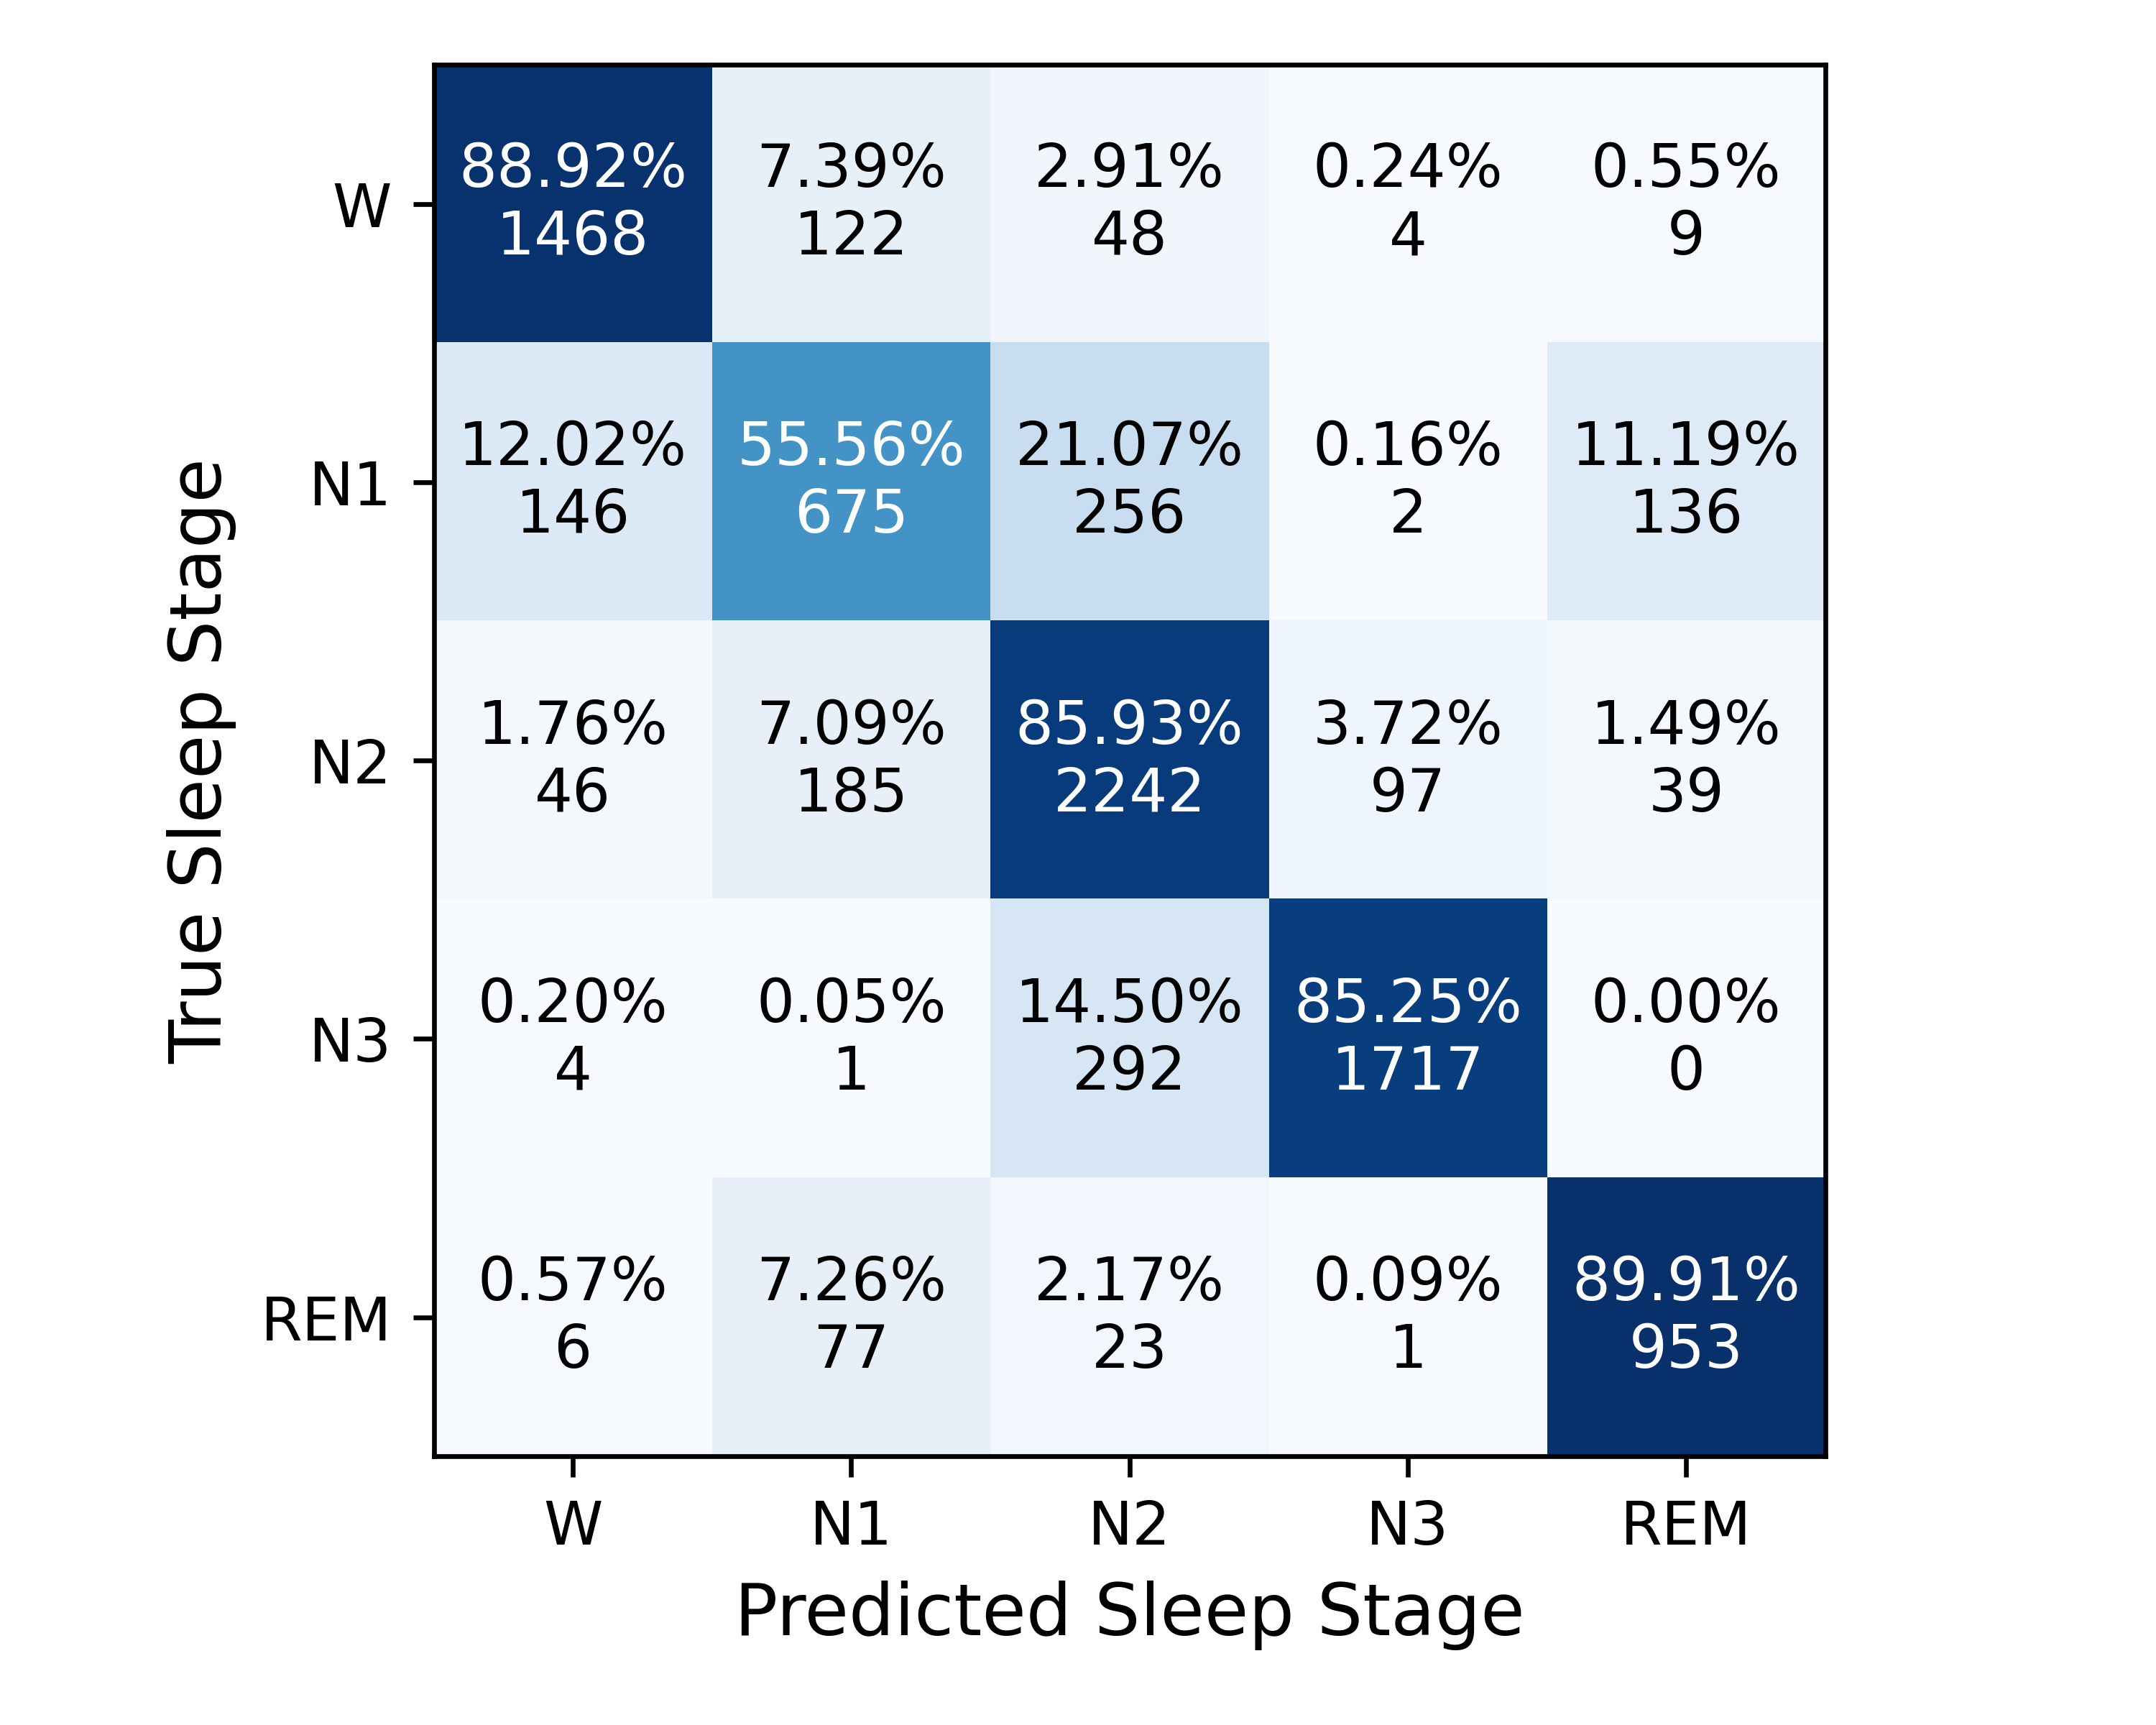 True Sleep Stage
W
88.92% 7.39% 2.91% 0.24% 0.55%
1468 122 48 4 9
N1
12.02% 55.56% 21.07% 0.16% 11.19%
146 675 256 2 136
N2
1.76% 7.09% 85.93% 3.72% 1.49%
46 185 2242 97 39
N3
0.20% 0.05% 14.50% 85.25% 0.00%
4 1 292 1717 0
REM
0.57% 7.26% 2.17% 0.09% 89.91%
6 77 23 1 953
W N1 N2 N3 REM
Predicted Sleep Stage